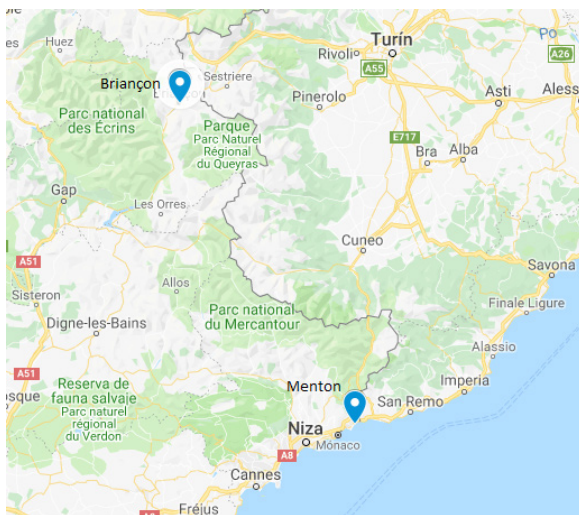 Huez
Rivoli
Turín
Po
A26
Briançon
Sestriere
A55
Pinerolo
Asti
Aless
Parc national
des Écrins
Parque
Parc Naturel
Régional
du Queyras
E717
Bra
Alba
Gap
Les Orres
Cuneo
A51
Savona
Sisteron
Allos
Parc national
du Mercantour
Finale Ligure
Digne-les-Bains
Alassio
A51
Menton
Imperia
osque
Reserva de
fauna salvaje
Parc naturel
régional
du Verdon
San Remo
Niza
Mónaco
A8
Cannes
Fréjus